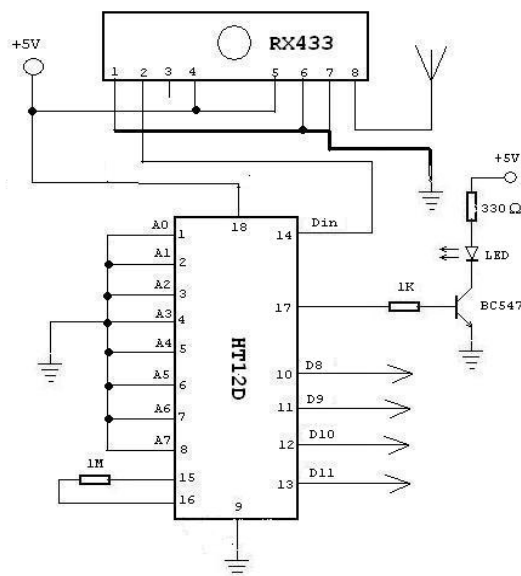 RX433
+5V
1 2 3 4 5 6 7 8
+5V
330Ω
LED
BC547
1K
Din
18
14
17
HT12D
A0 1
A1 2
A2 3
A3 4
A4 5
A5 6
A6 7
A7 8
1M
15
16
9
10 D8
11 D9
12 D10
13 D11